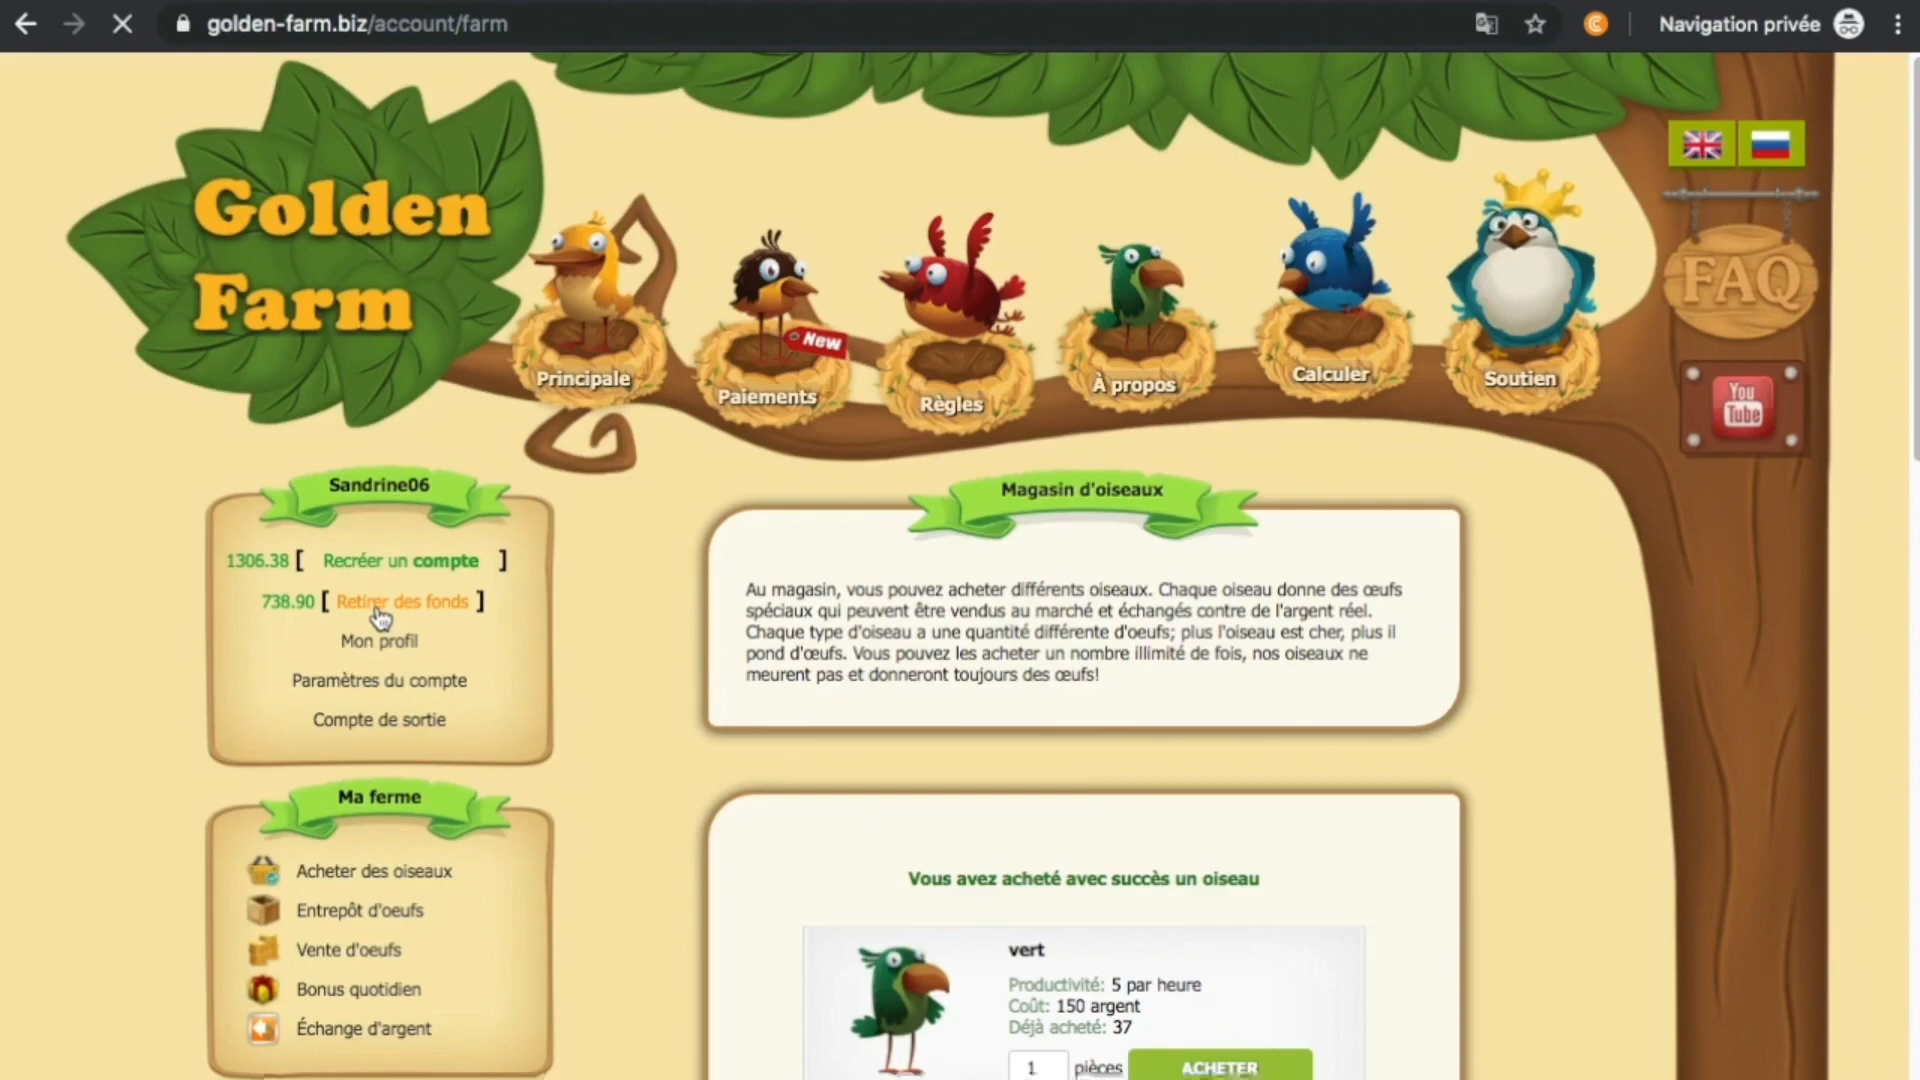 golden-farm.biz/account/farm
Navigation privée
Golden
Farm
Principale
Paiements
New
Règles
À propos
Calculer
Soutien
FAQ
You
Tube
Sandrine06
1306.38 [ Recréer un compte ]
738.90 [ Retirer des fonds ]
Mon profil
Paramètres du compte
Compte de sortie
Ma ferme
Acheter des oiseaux
Entrepôt d'oeufs
Vente d'oeufs
Bonus quotidien
Échange d'argent
Magasin d'oiseaux
Au magasin, vous pouvez acheter différents oiseaux. Chaque oiseau donne des œufs
spéciaux qui peuvent être vendus au marché et échangés contre de l'argent réel.
Chaque type d'oiseau a une quantité différente d'oeufs; plus l'oiseau est cher, plus il
pond d'œufs. Vous pouvez les acheter un nombre illimité de fois, nos oiseaux ne
meurent pas et donneront toujours des œufs!
Vous avez acheté avec succès un oiseau
vert
Productivité: 5 par heure
Coût: 150 argent
Déjà acheté: 37
1 pièces ACHETER